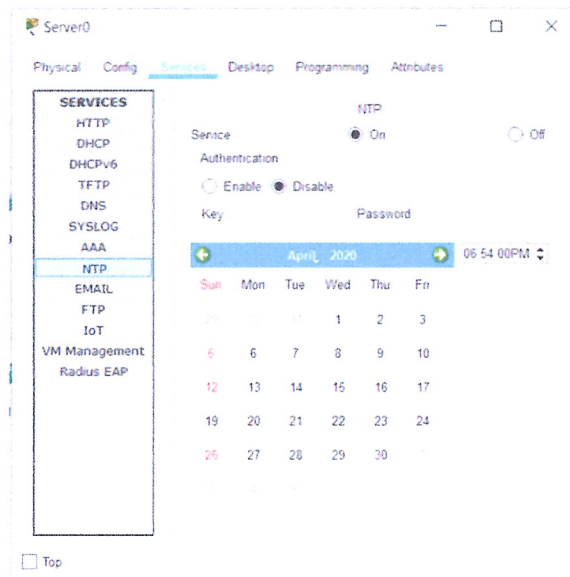 Server0
Physical Config Services Desktop Programming Attributes
SERVICES
HTTP
DHCP
DHCPv6
TFTP
DNS
SYSLOG
AAA
NTP
EMAIL
FTP
IoT
VM Management
Radius EAP
NTP
Service On Off
Authentication
Enable Disable
Key Password
April, 2020 06:54:00PM
Sun Mon Tue Wed Thu Fri
29 31 1 2 3
5 6 7 8 9 10
12 13 14 15 16 17
19 20 21 22 23 24
26 27 28 29 30 1
Top